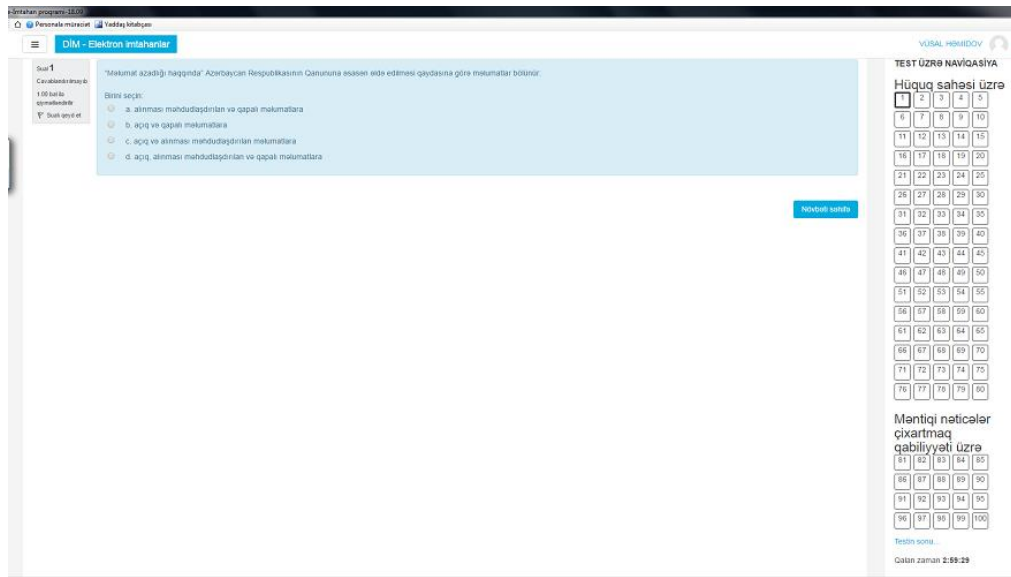 e-İmtahan proqramı-18.09
Personala müraciət Yaddaş kitabçası
DİM - Elektron imtahanlar
VÜSAL HƏMİDOV
Sual 1
Cavablandırılmayıb
1.00 bal ilə
qiymətləndirilir
Sualı qeyd et
"Məlumat azadlığı haqqında" Azərbaycan Respublikasının Qanununa əsasən əldə edilməsi qaydasına görə məlumatlar bölünür:
Birini seçin:
a. alınması məhdudlaşdırılan və qapalı məlumatlara
b. açıq və qapalı məlumatlara
c. açıq və alınması məhdudlaşdırılan məlumatlara
d. açıq, alınması məhdudlaşdırılan və qapalı məlumatlara
Növbəti səhifə
TEST ÜZRƏ NAVİQASİYA
Hüquq sahəsi üzrə
1 2 3 4 5
6 7 8 9 10
11 12 13 14 15
16 17 18 19 20
21 22 23 24 25
26 27 28 29 30
31 32 33 34 35
36 37 38 39 40
41 42 43 44 45
46 47 48 49 50
51 52 53 54 55
56 57 58 59 60
61 62 63 64 65
66 67 68 69 70
71 72 73 74 75
76 77 78 79 80
Məntiqi nəticələr
çıxartmaq
qabiliyyəti üzrə
81 82 83 84 85
86 87 88 89 90
91 92 93 94 95
96 97 98 99 100
Testin sonu...
Qalan zaman 2:59:29